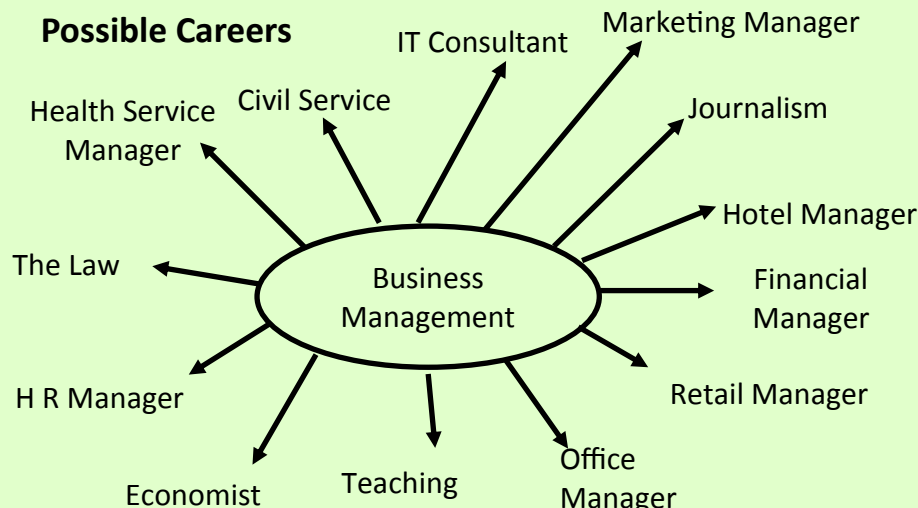 Possible Careers
IT Consultant
Marketing Manager
Health Service
Manager
Civil Service
Journalism
Hotel Manager
The Law
Business
Management
Financial
Manager
H R Manager
Retail Manager
Economist
Teaching
Office
Manager